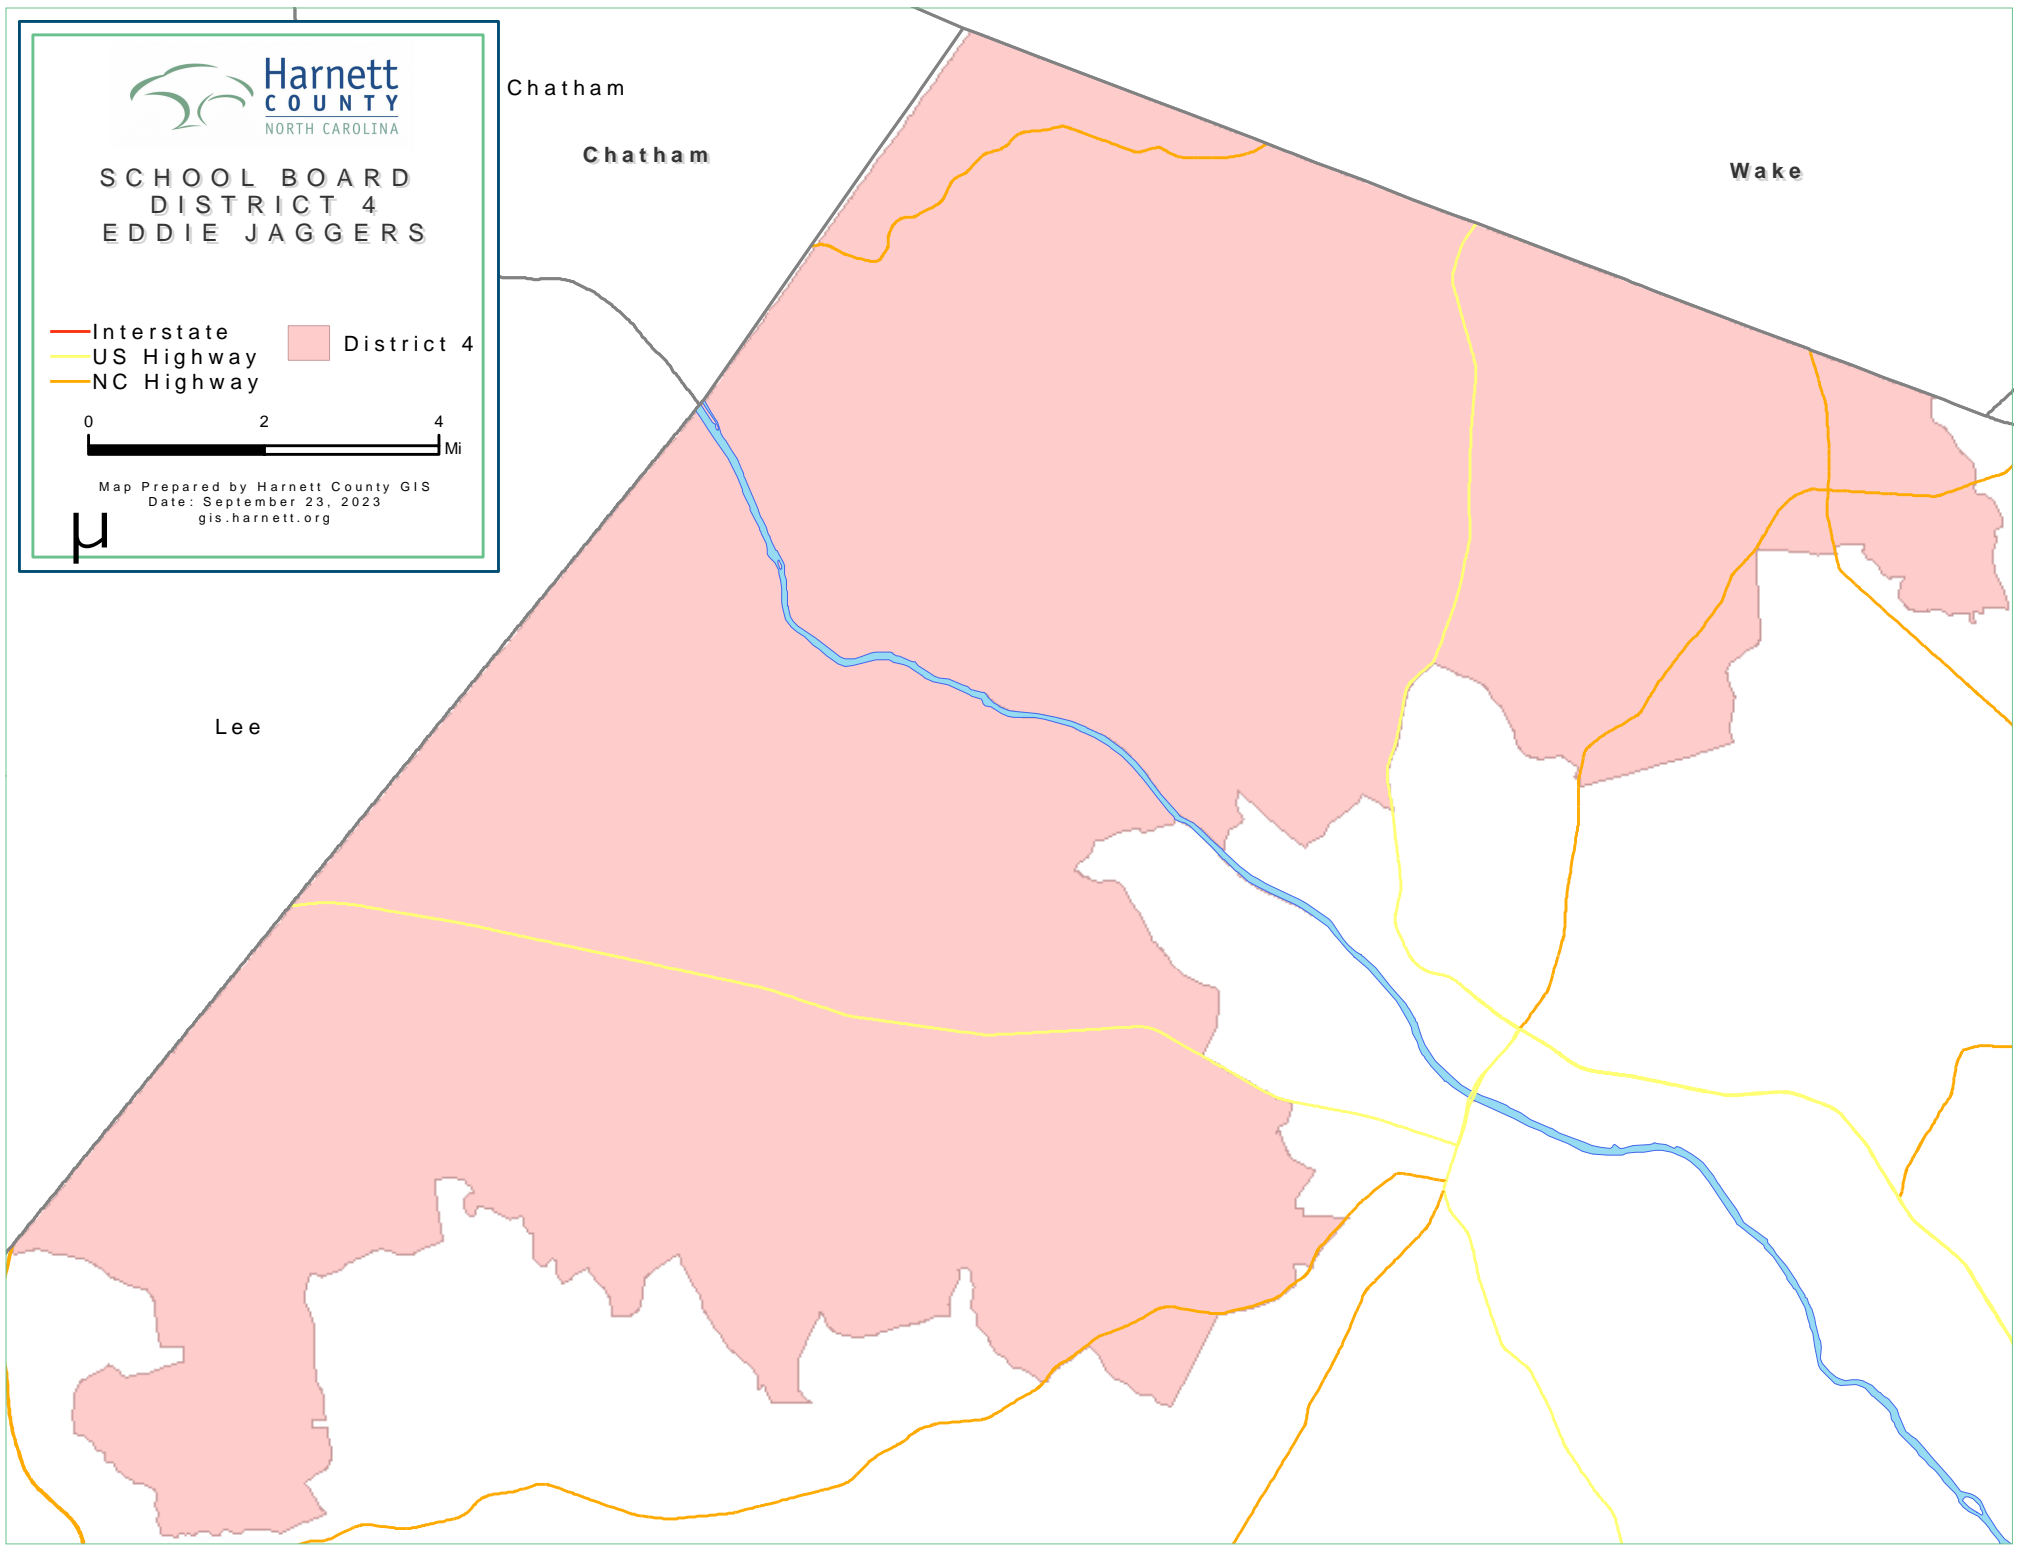 Harnett
COUNTY
NORTH CAROLINA
SCHOOL BOARD
DISTRICT 4
EDDIE JAGGERS
Interstate
US Highway
NC Highway
District 4
0 2 4
Mi
Map Prepared by Harnett County GIS
Date: September 23, 2023
gis.harnett.org
µ
Chatham
Chatham
Wake
Lee